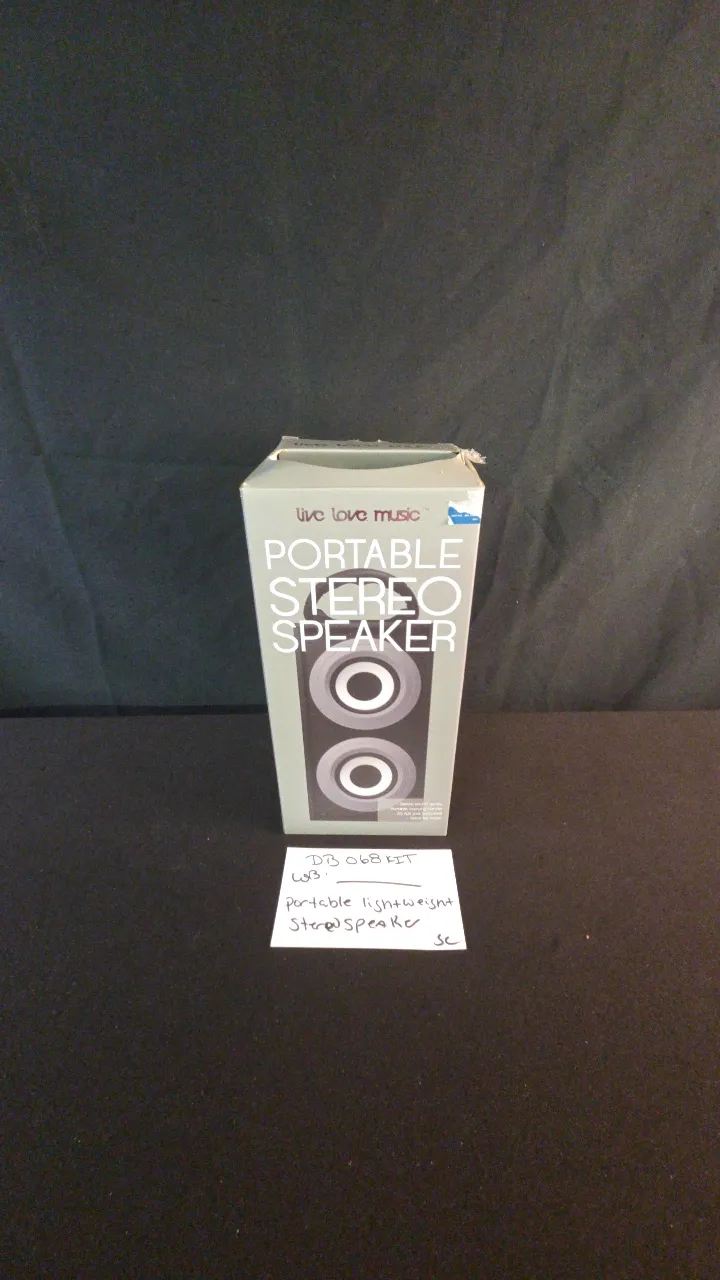 live love music
PORTABLE
STEREO
SPEAKER
DB 068KIT
WB.
portable lightweight
Stereo speaker
SC